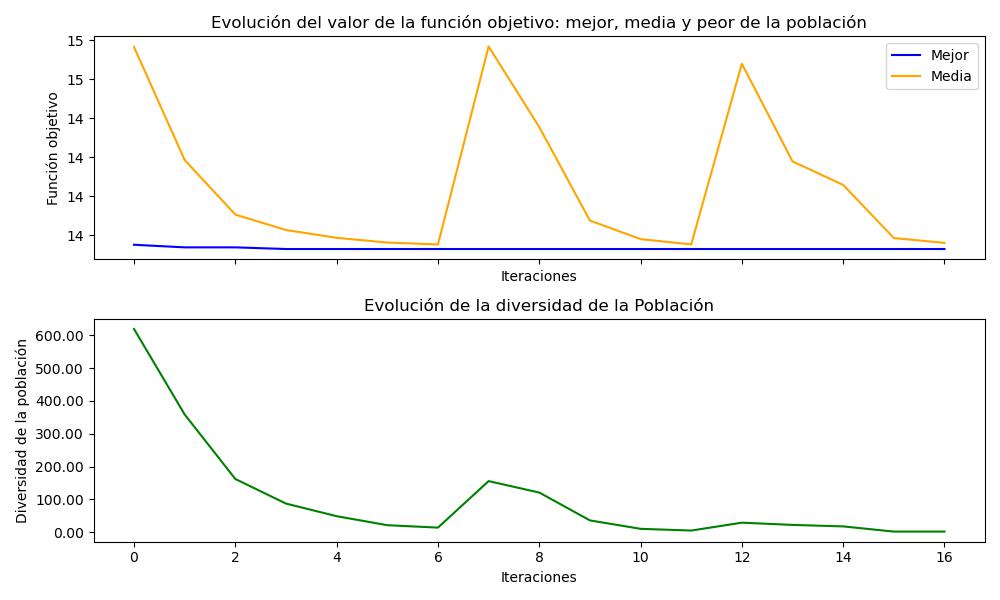 Evolución del valor de la función objetivo: mejor, media y peor de la población
15
15
14
14
14
14
Función objetivo
Mejor
Media
Iteraciones
Evolución de la diversidad de la Población
600.00
500.00
400.00
300.00
200.00
100.00
0.00
Diversidad de la población
0 2 4 6 8 10 12 14 16
Iteraciones